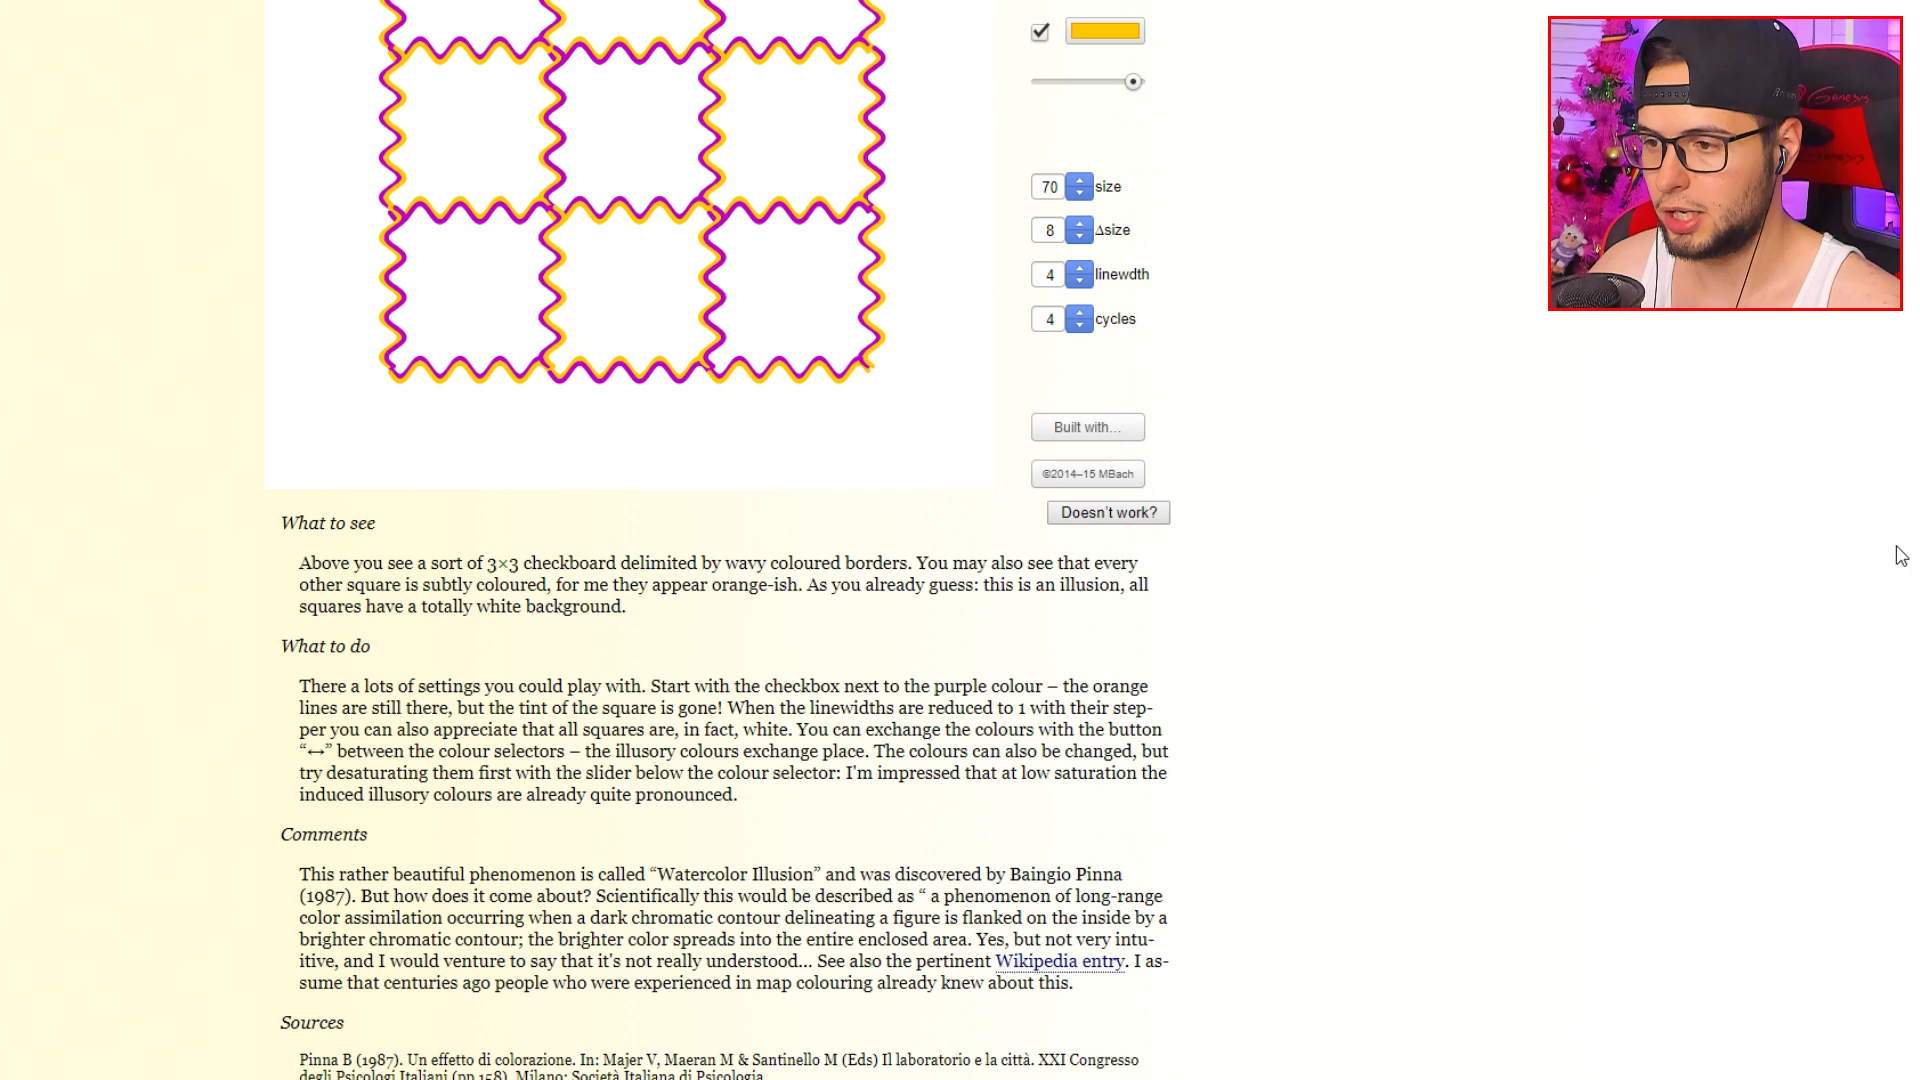 Genesis
70 size
8 Δsize
4 linewdth
4 cycles
Built with...
©2014–15 MBach
Doesn't work?
What to see
Above you see a sort of 3×3 checkboard delimited by wavy coloured borders. You may also see that every
other square is subtly coloured, for me they appear orange-ish. As you already guess: this is an illusion, all
squares have a totally white background.
What to do
There a lots of settings you could play with. Start with the checkbox next to the purple colour – the orange
lines are still there, but the tint of the square is gone! When the linewidths are reduced to 1 with their step-
per you can also appreciate that all squares are, in fact, white. You can exchange the colours with the button
“↔” between the colour selectors – the illusory colours exchange place. The colours can also be changed, but
try desaturating them first with the slider below the colour selector: I'm impressed that at low saturation the
induced illusory colours are already quite pronounced.
Comments
This rather beautiful phenomenon is called “Watercolor Illusion” and was discovered by Baingio Pinna
(1987). But how does it come about? Scientifically this would be described as “ a phenomenon of long-range
color assimilation occurring when a dark chromatic contour delineating a figure is flanked on the inside by a
brighter chromatic contour; the brighter color spreads into the entire enclosed area. Yes, but not very intu-
itive, and I would venture to say that it's not really understood... See also the pertinent Wikipedia entry. I as-
sume that centuries ago people who were experienced in map colouring already knew about this.
Sources
Pinna B (1987). Un effetto di colorazione. In: Majer V, Maeran M & Santinello M (Eds) Il laboratorio e la città. XXI Congresso
degli Psicologi Italiani (pp 158). Milano: Società Italiana di Psicologia